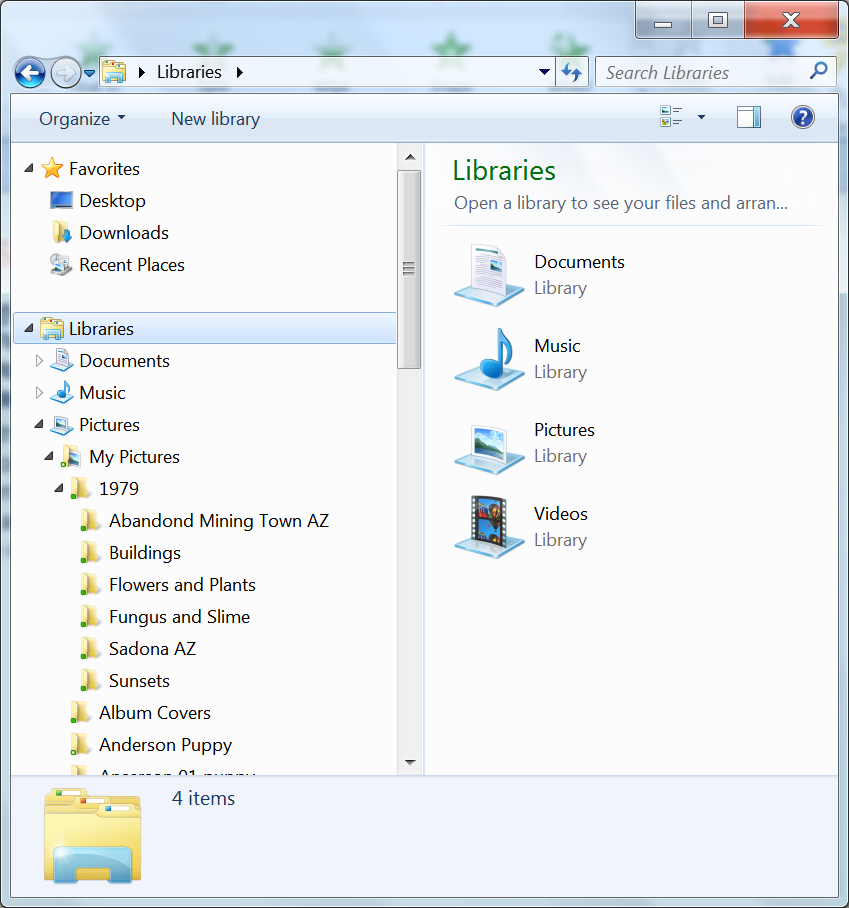 Libraries
Search Libraries
Organize
New library
Favorites
Desktop
Downloads
Recent Places
Libraries
Documents
Music
Pictures
My Pictures
1979
Abandond Mining Town AZ
Buildings
Flowers and Plants
Fungus and Slime
Sadona AZ
Sunsets
Album Covers
Anderson Puppy
Libraries
Open a library to see your files and arran...
Documents
Library
Music
Library
Pictures
Library
Videos
Library
4 items